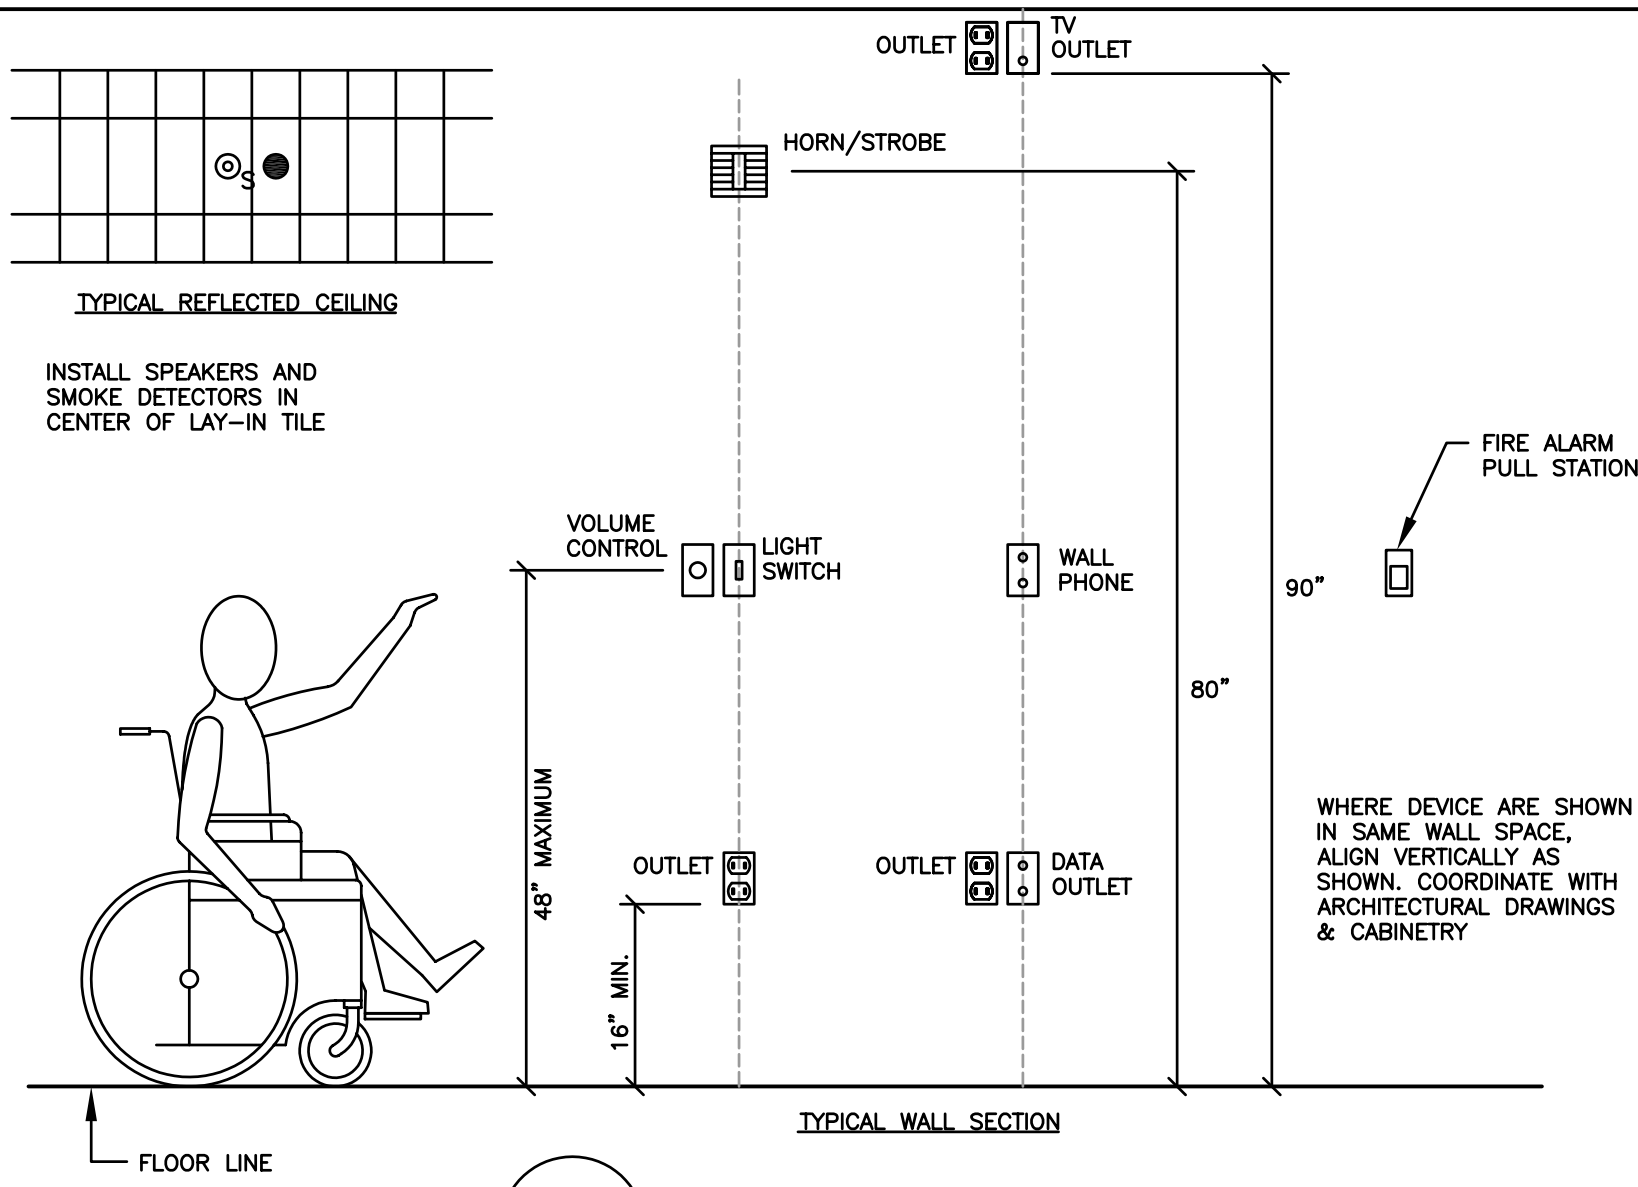 OUTLET
TV
OUTLET
HORN/STROBE
S
TYPICAL REFLECTED CEILING
INSTALL SPEAKERS AND
SMOKE DETECTORS IN
CENTER OF LAY-IN TILE
FIRE ALARM
PULL STATION
VOLUME
CONTROL
LIGHT
SWITCH
WALL
PHONE
90"
80"
48" MAXIMUM
WHERE DEVICE ARE SHOWN
IN SAME WALL SPACE,
ALIGN VERTICALLY AS
SHOWN. COORDINATE WITH
ARCHITECTURAL DRAWINGS
& CABINETRY
OUTLET
OUTLET
DATA
OUTLET
16" MIN.
TYPICAL WALL SECTION
FLOOR LINE